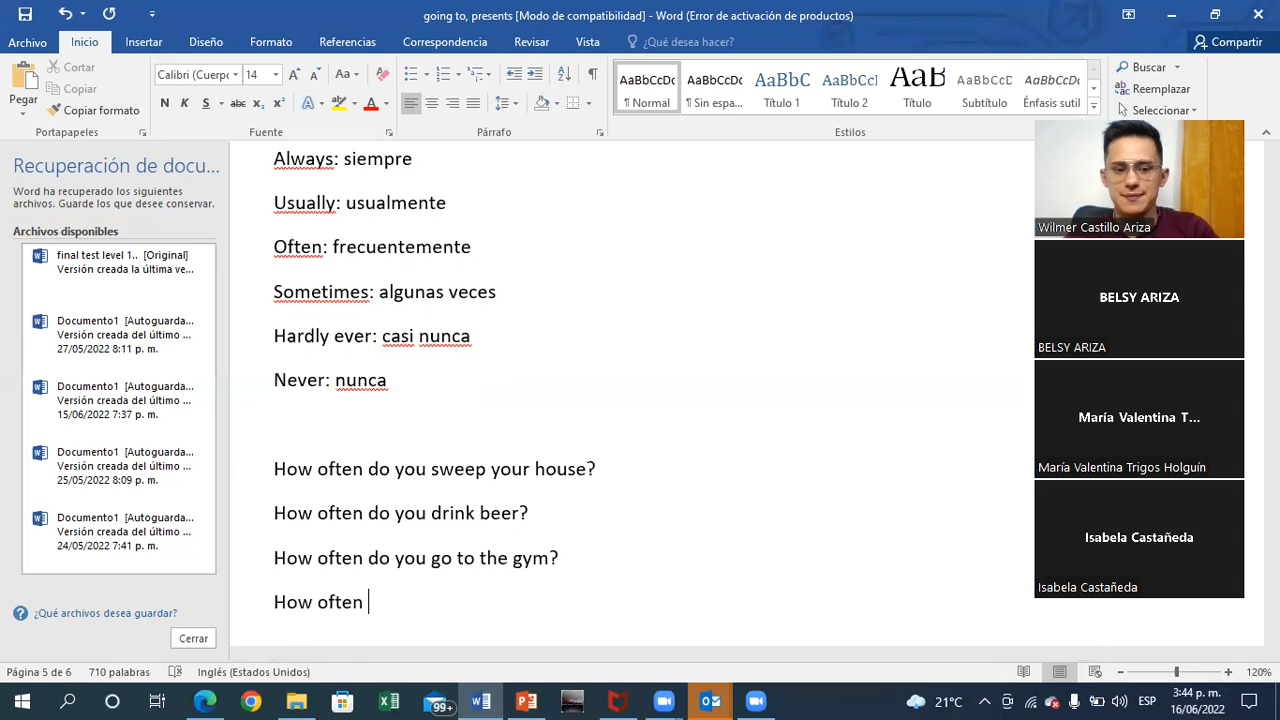 going to, presents [Modo de compatibilidad] - Word (Error de activación de productos)
Archivo Inicio Insertar Diseño Formato Referencias Correspondencia Revisar Vista ¿Qué desea hacer? Compartir
Pegar
Cortar
Copiar
Copiar formato
Portapapeles
Calibri (Cuerpo 14
Aa
N K S abc x₂ x² A A
Fuente
Párrafo
AaBbCcDc AaBbCcDc AaBbC AaBbCcI AaB AaBbCcD AaBbCcDc
¶ Normal ¶ Sin espa... Título 1 Título 2 Título Subtítulo Énfasis sutil
Estilos
Buscar
Reemplazar
Seleccionar
Recuperación de docu...
Word ha recuperado los siguientes
archivos. Guarde los que desee conservar.
Archivos disponibles
final test level 1.. [Original]
Versión creada la última ve...
Documento1 [Autoguarda...
Versión creada del último ...
27/05/2022 8:11 p. m.
Documento1 [Autoguarda...
Versión creada del último ...
15/06/2022 7:37 p. m.
Documento1 [Autoguarda...
Versión creada del último ...
25/05/2022 8:09 p. m.
Documento1 [Autoguarda...
Versión creada del último ...
24/05/2022 7:41 p. m.
¿Qué archivos desea guardar?
Cerrar
Always: siempre
Usually: usualmente
Often: frecuentemente
Sometimes: algunas veces
Hardly ever: casi nunca
Never: nunca
How often do you sweep your house?
How often do you drink beer?
How often do you go to the gym?
How often
Wilmer Castillo Ariza
BELSY ARIZA
BELSY ARIZA
María Valentina T...
María Valentina Trigos Holguín
Isabela Castañeda
Isabela Castañeda
Página 5 de 6 710 palabras Inglés (Estados Unidos) 120%
99+
21°C ESP
3:44 p. m.
16/06/2022